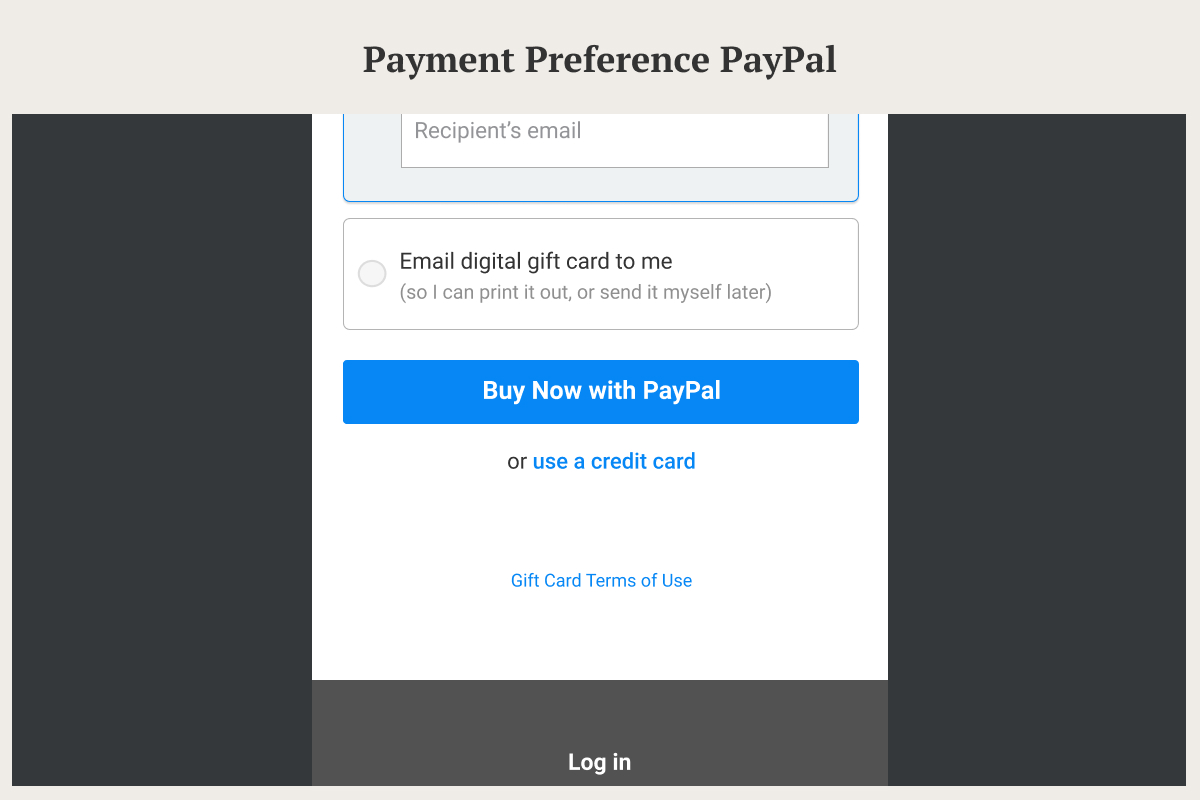 Payment Preference PayPal
Recipient’s email
Email digital gift card to me
(so I can print it out, or send it myself later)
Buy Now with PayPal
or use a credit card
Gift Card Terms of Use
Log in